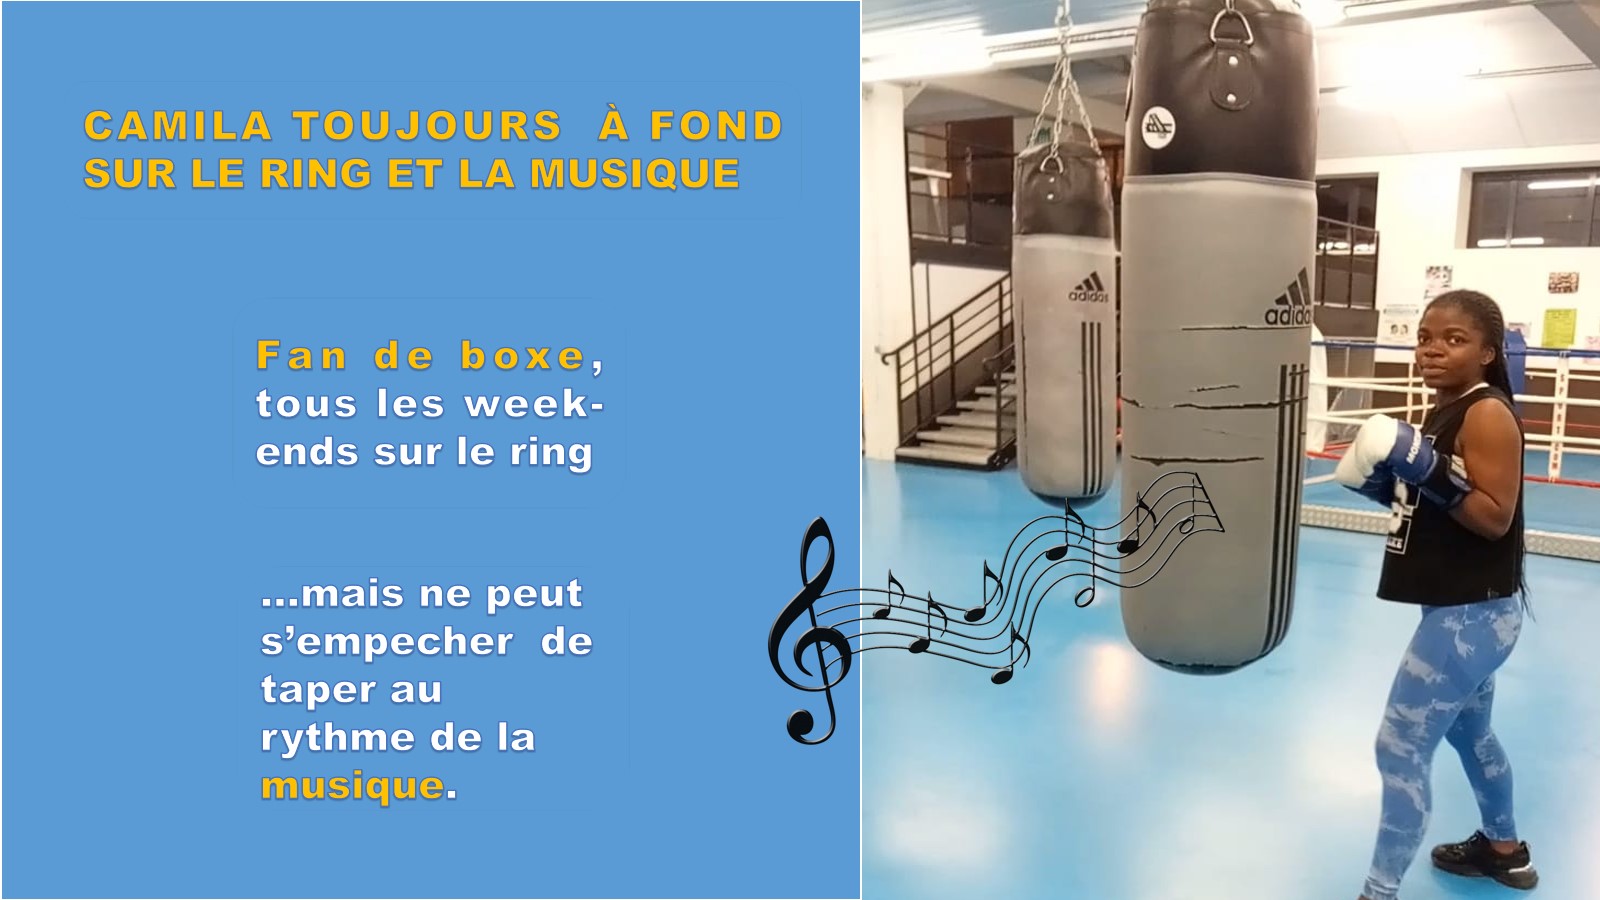 CAMILA TOUJOURS À FOND
SUR LE RING ET LA MUSIQUE
Fan de boxe,
tous les week-
ends sur le ring
...mais ne peut
s’empecher de
taper au
rythme de la
musique.
adidas
adidas